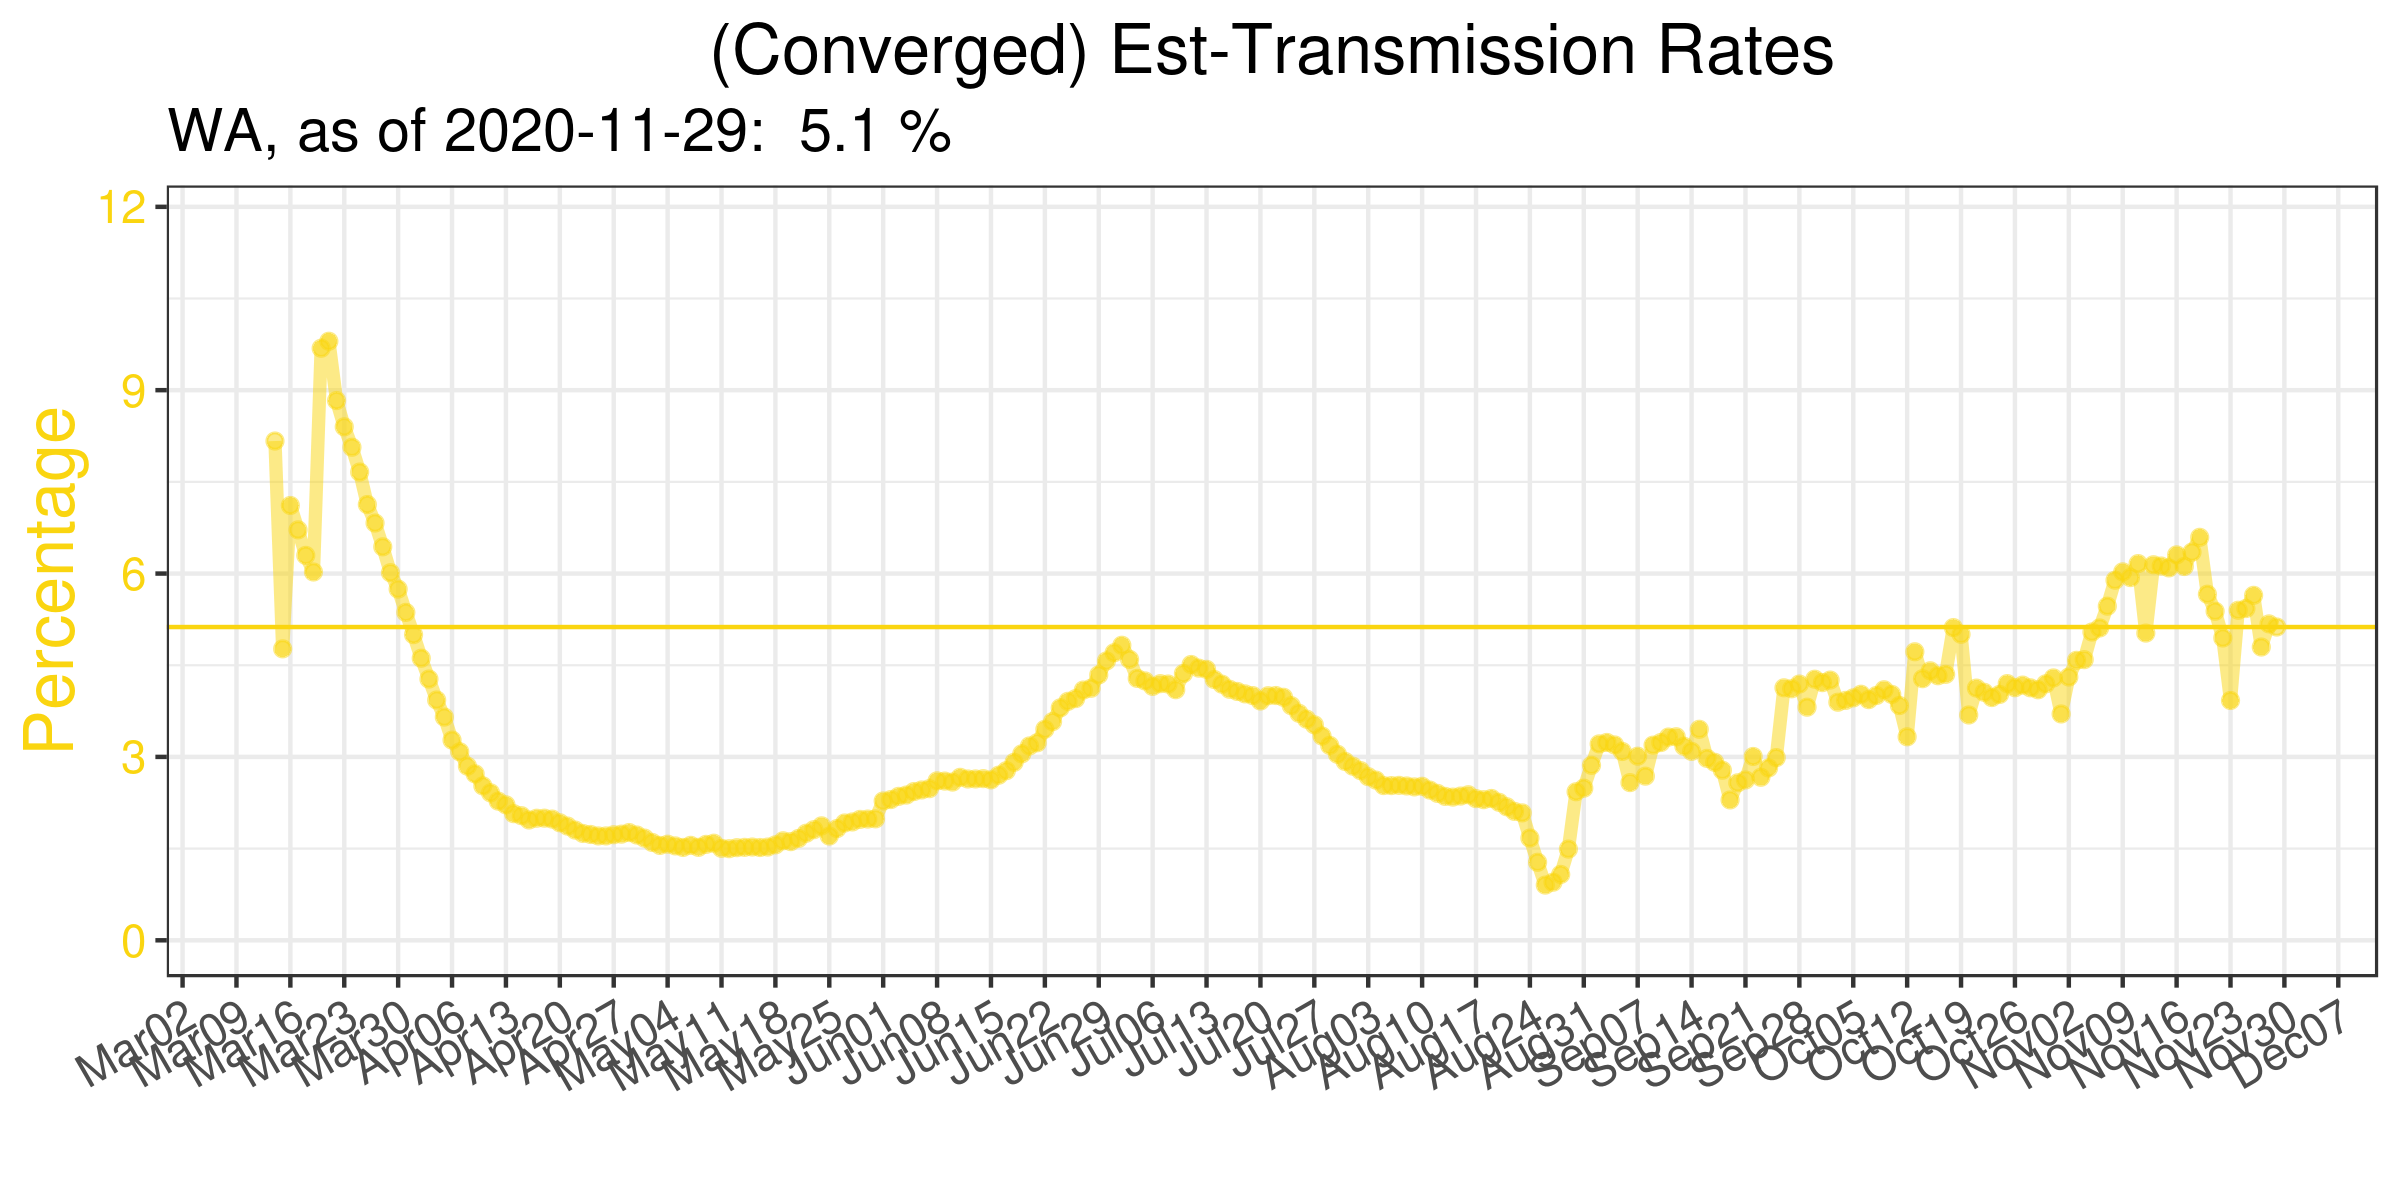 (Converged) Est-Transmission Rates
WA, as of 2020-11-29:  5.1 %
Percentage
12
9
6
3
0
Mar02
Mar09
Mar16
Mar23
Mar30
Apr06
Apr13
Apr20
Apr27
May04
May11
May18
May25
Jun01
Jun08
Jun15
Jun22
Jun29
Jul06
Jul13
Jul20
Jul27
Aug03
Aug10
Aug17
Aug24
Aug31
Sep07
Sep14
Sep21
Sep28
Oct05
Oct12
Oct19
Oct26
Nov02
Nov09
Nov16
Nov23
Nov30
Dec07